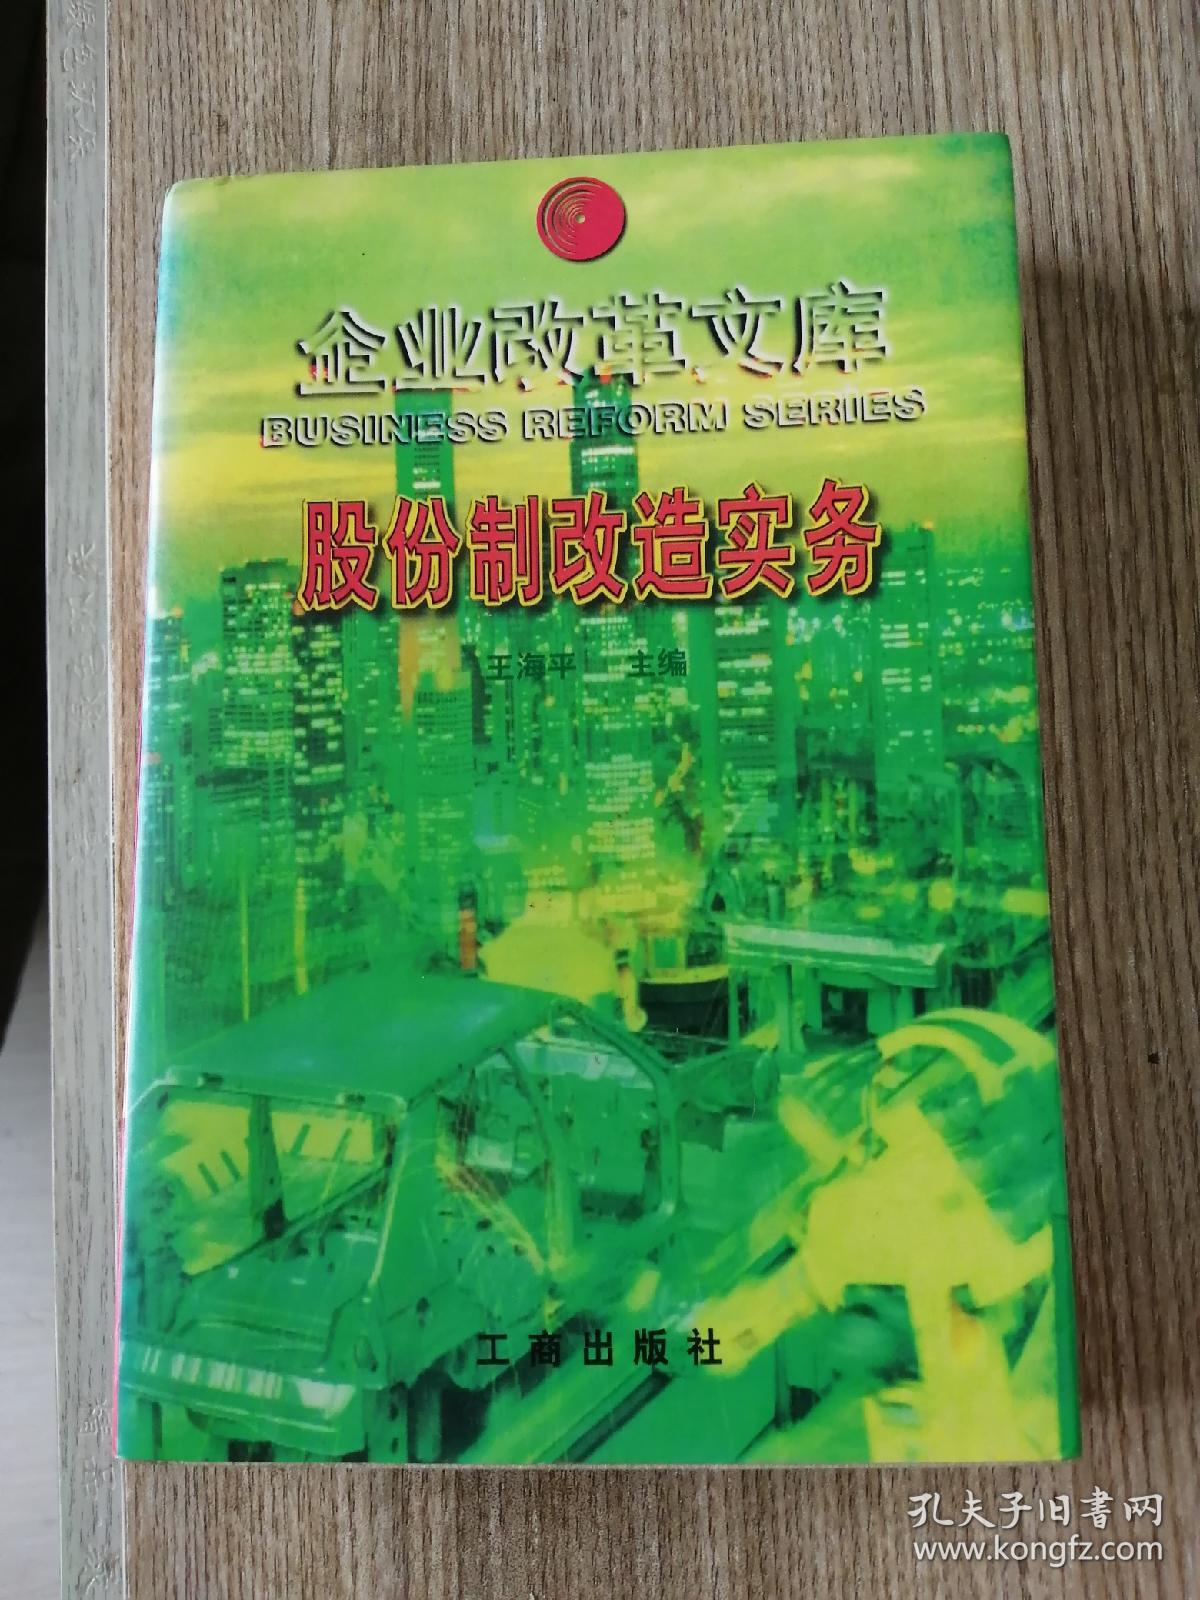 企业改革文库
BUSINESS REFORM SERIES
股份制改造实务
王海平 主编
工商出版社
孔夫子旧书网
www.kongfz.com